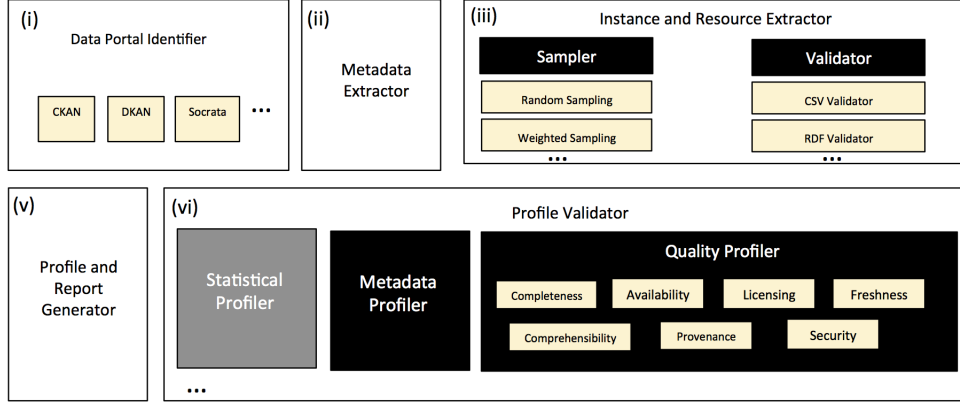 (i)
Data Portal Identifier
CKAN
DKAN
Socrata
...
(ii)
Metadata
Extractor
(iii)
Instance and Resource Extractor
Sampler
Random Sampling
Weighted Sampling
...
Validator
CSV Validator
RDF Validator
...
(v)
Profile and
Report
Generator
(vi)
Profile Validator
Statistical
Profiler
...
Metadata
Profiler
Quality Profiler
Completeness
Availability
Licensing
Freshness
Comprehensibility
Provenance
Security